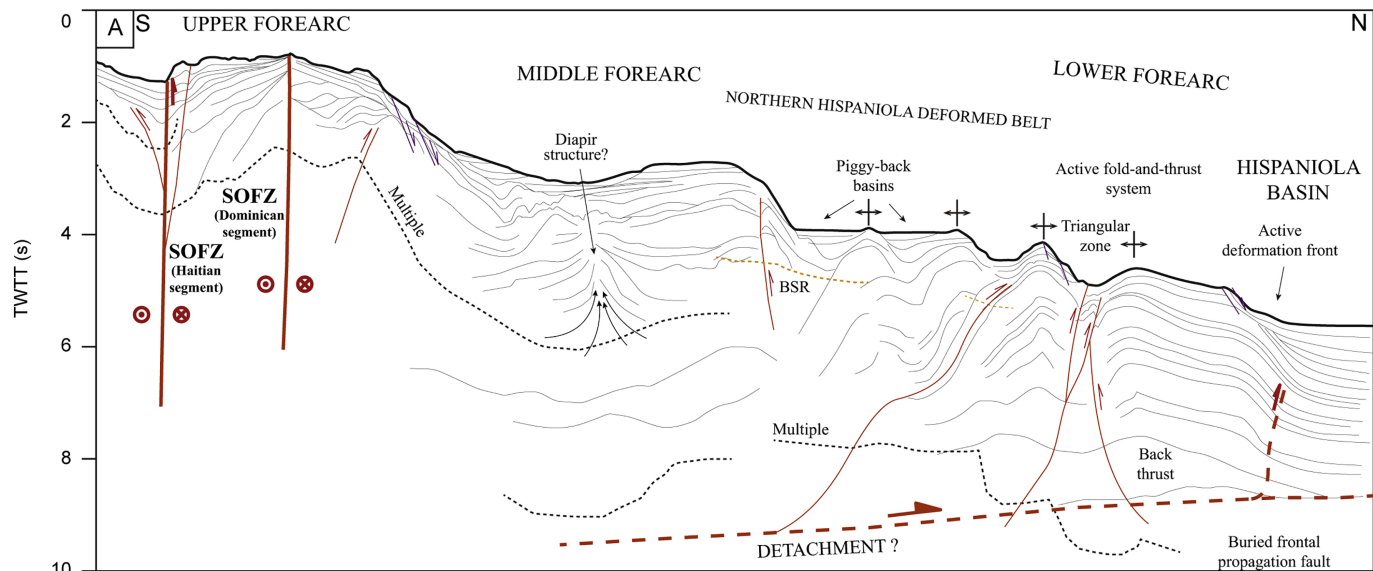 A
S
UPPER FOREARC
N
MIDDLE FOREARC
LOWER FOREARC
NORTHERN HISPANIOLA DEFORMED BELT
0
2
4
6
8
10
TWTT (s)
Diapir
structure?
Piggy-back
basins
Active fold-and-thrust
system
HISPANIOLA
BASIN
Triangular
zone
Active
deformation front
SOFZ
(Dominican
segment)
SOFZ
(Haitian
segment)
Multiple
BSR
Multiple
Back
thrust
DETACHMENT ?
Buried frontal
propagation fault